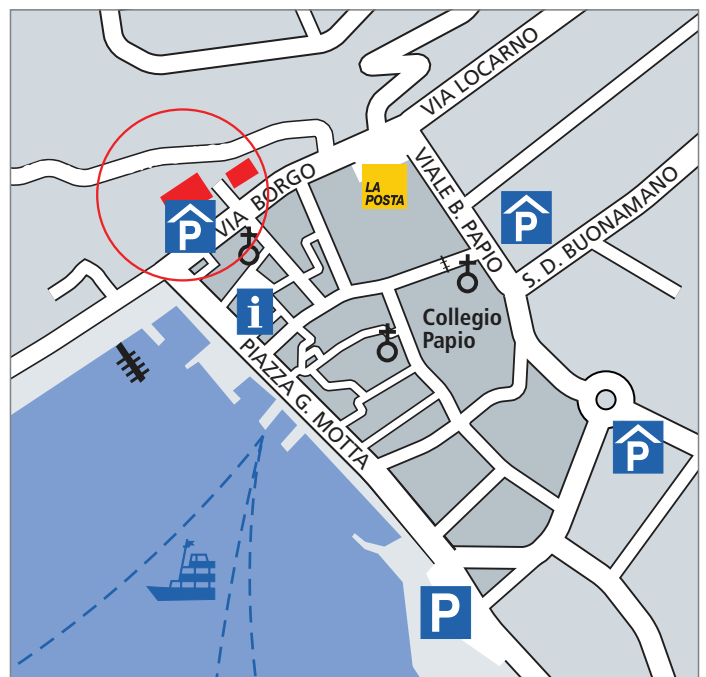 VIA LOCARNO
VIALE B. PAPIO
VIA BORGO
LA
POSTA
P
P
S. D. BUONAMANO
i
Collegio
Papio
PIAZZA G. MOTTA
P
P